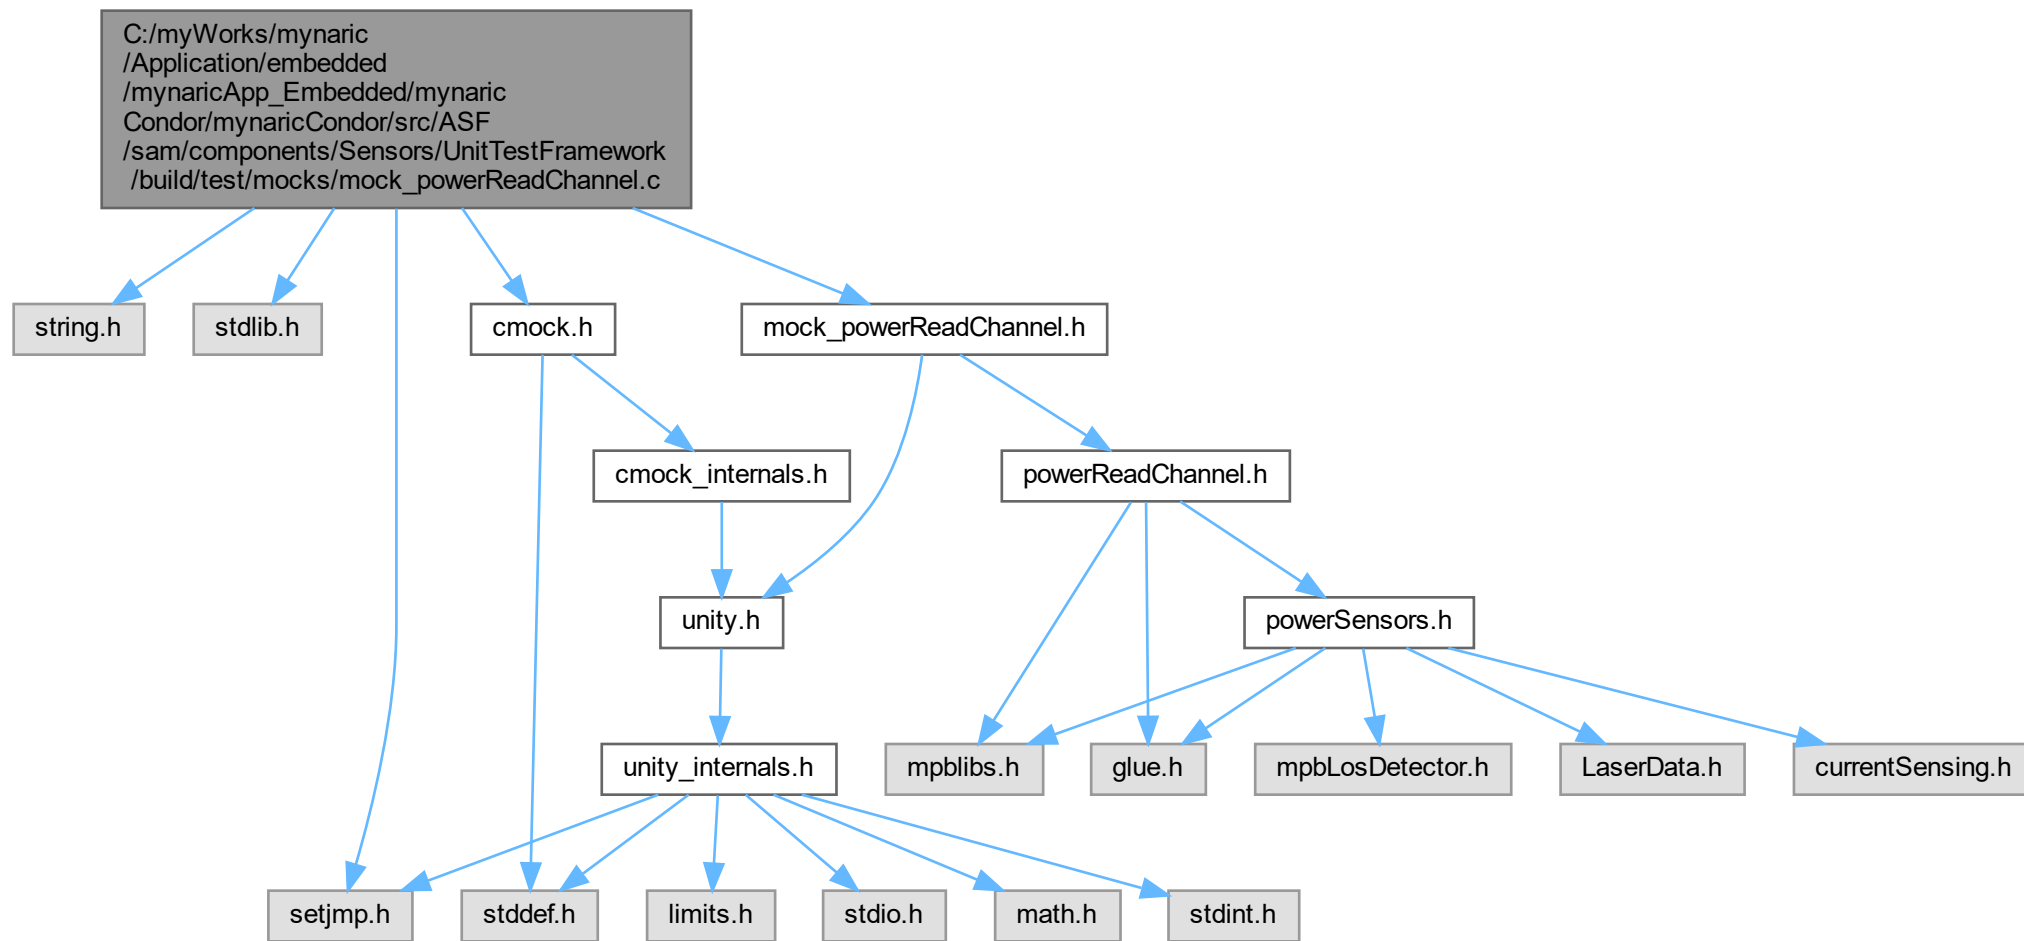 C:/myWorks/mynaric
/Application/embedded
/mynaricApp_Embedded/mynaric
Condor/mynaricCondor/src/ASF
/sam/components/Sensors/UnitTestFramework
/build/test/mocks/mock_powerReadChannel.c
string.h
stdlib.h
cmock.h
mock_powerReadChannel.h
cmock_internals.h
powerReadChannel.h
unity.h
powerSensors.h
unity_internals.h
mpblibs.h
glue.h
mpbLosDetector.h
LaserData.h
currentSensing.h
setjmp.h
stddef.h
limits.h
stdio.h
math.h
stdint.h